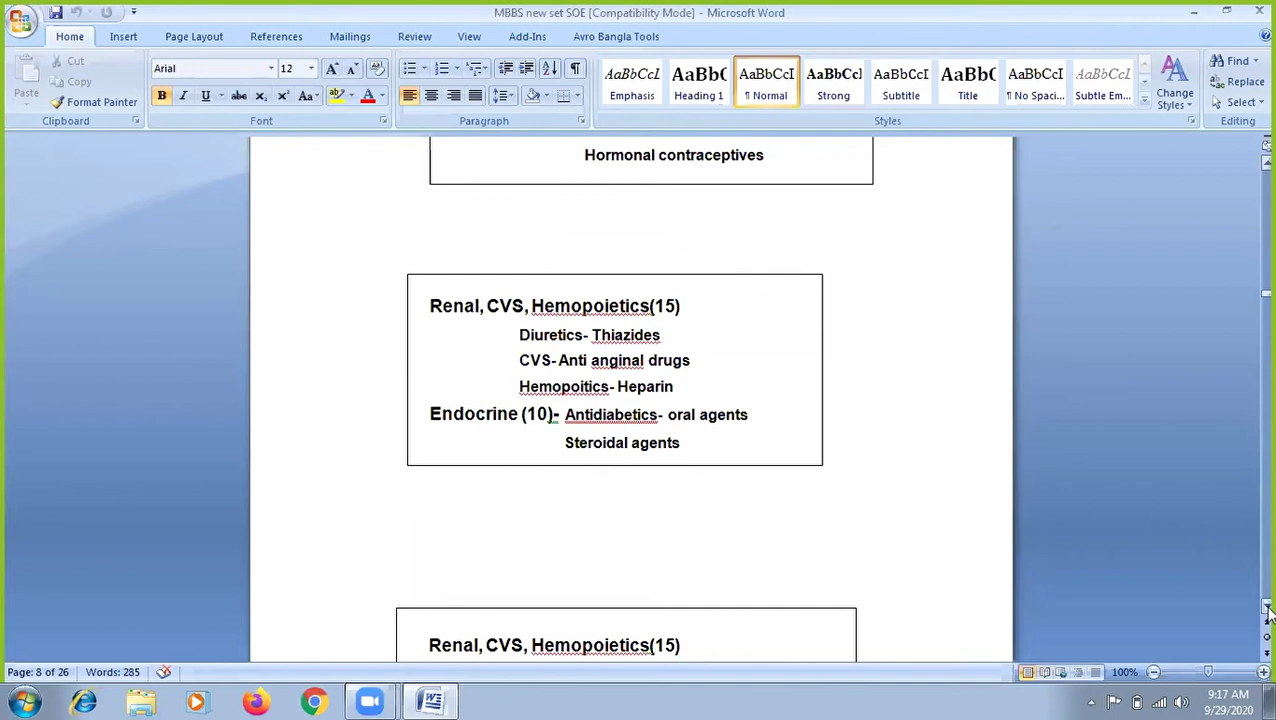 MBBS new set SOE [Compatibility Mode] - Microsoft Word
Home Insert Page Layout References Mailings Review View Add-Ins Avro Bangla Tools
Paste
Cut
Copy
Format Painter
Clipboard
Arial 12
B I U abc x₂ x² Aa
Font
Paragraph
AaBbCcI AaBbC AaBbCcI AaBbCcI AaBbCcI AaBbC AaBbCcI AaBbCcI
Emphasis Heading 1 ¶ Normal Strong Subtitle Title ¶ No Spaci... Subtle Em...
Change Styles
Styles
Find
Replace
Select
Editing
Hormonal contraceptives
Renal, CVS, Hemopoietics(15)
Diuretics- Thiazides
CVS- Anti anginal drugs
Hemopoitics- Heparin
Endocrine (10)- Antidiabetics- oral agents
Steroidal agents
Renal, CVS, Hemopoietics(15)
Page: 8 of 26 Words: 285 100%
9:17 AM
9/29/2020